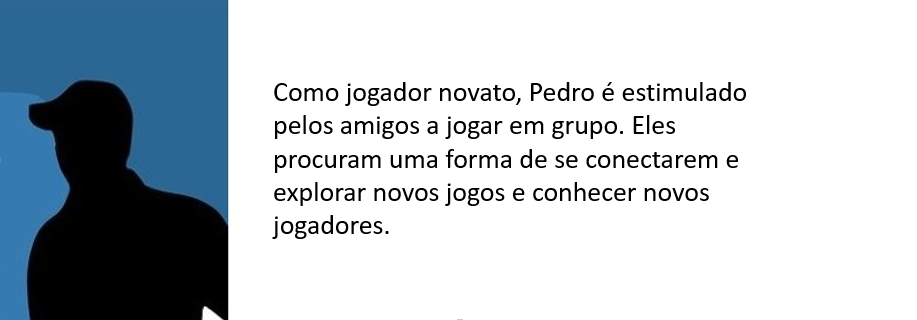 Como jogador novato, Pedro é estimulado
pelos amigos a jogar em grupo. Eles
procuram uma forma de se conectarem e
explorar novos jogos e conhecer novos
jogadores.